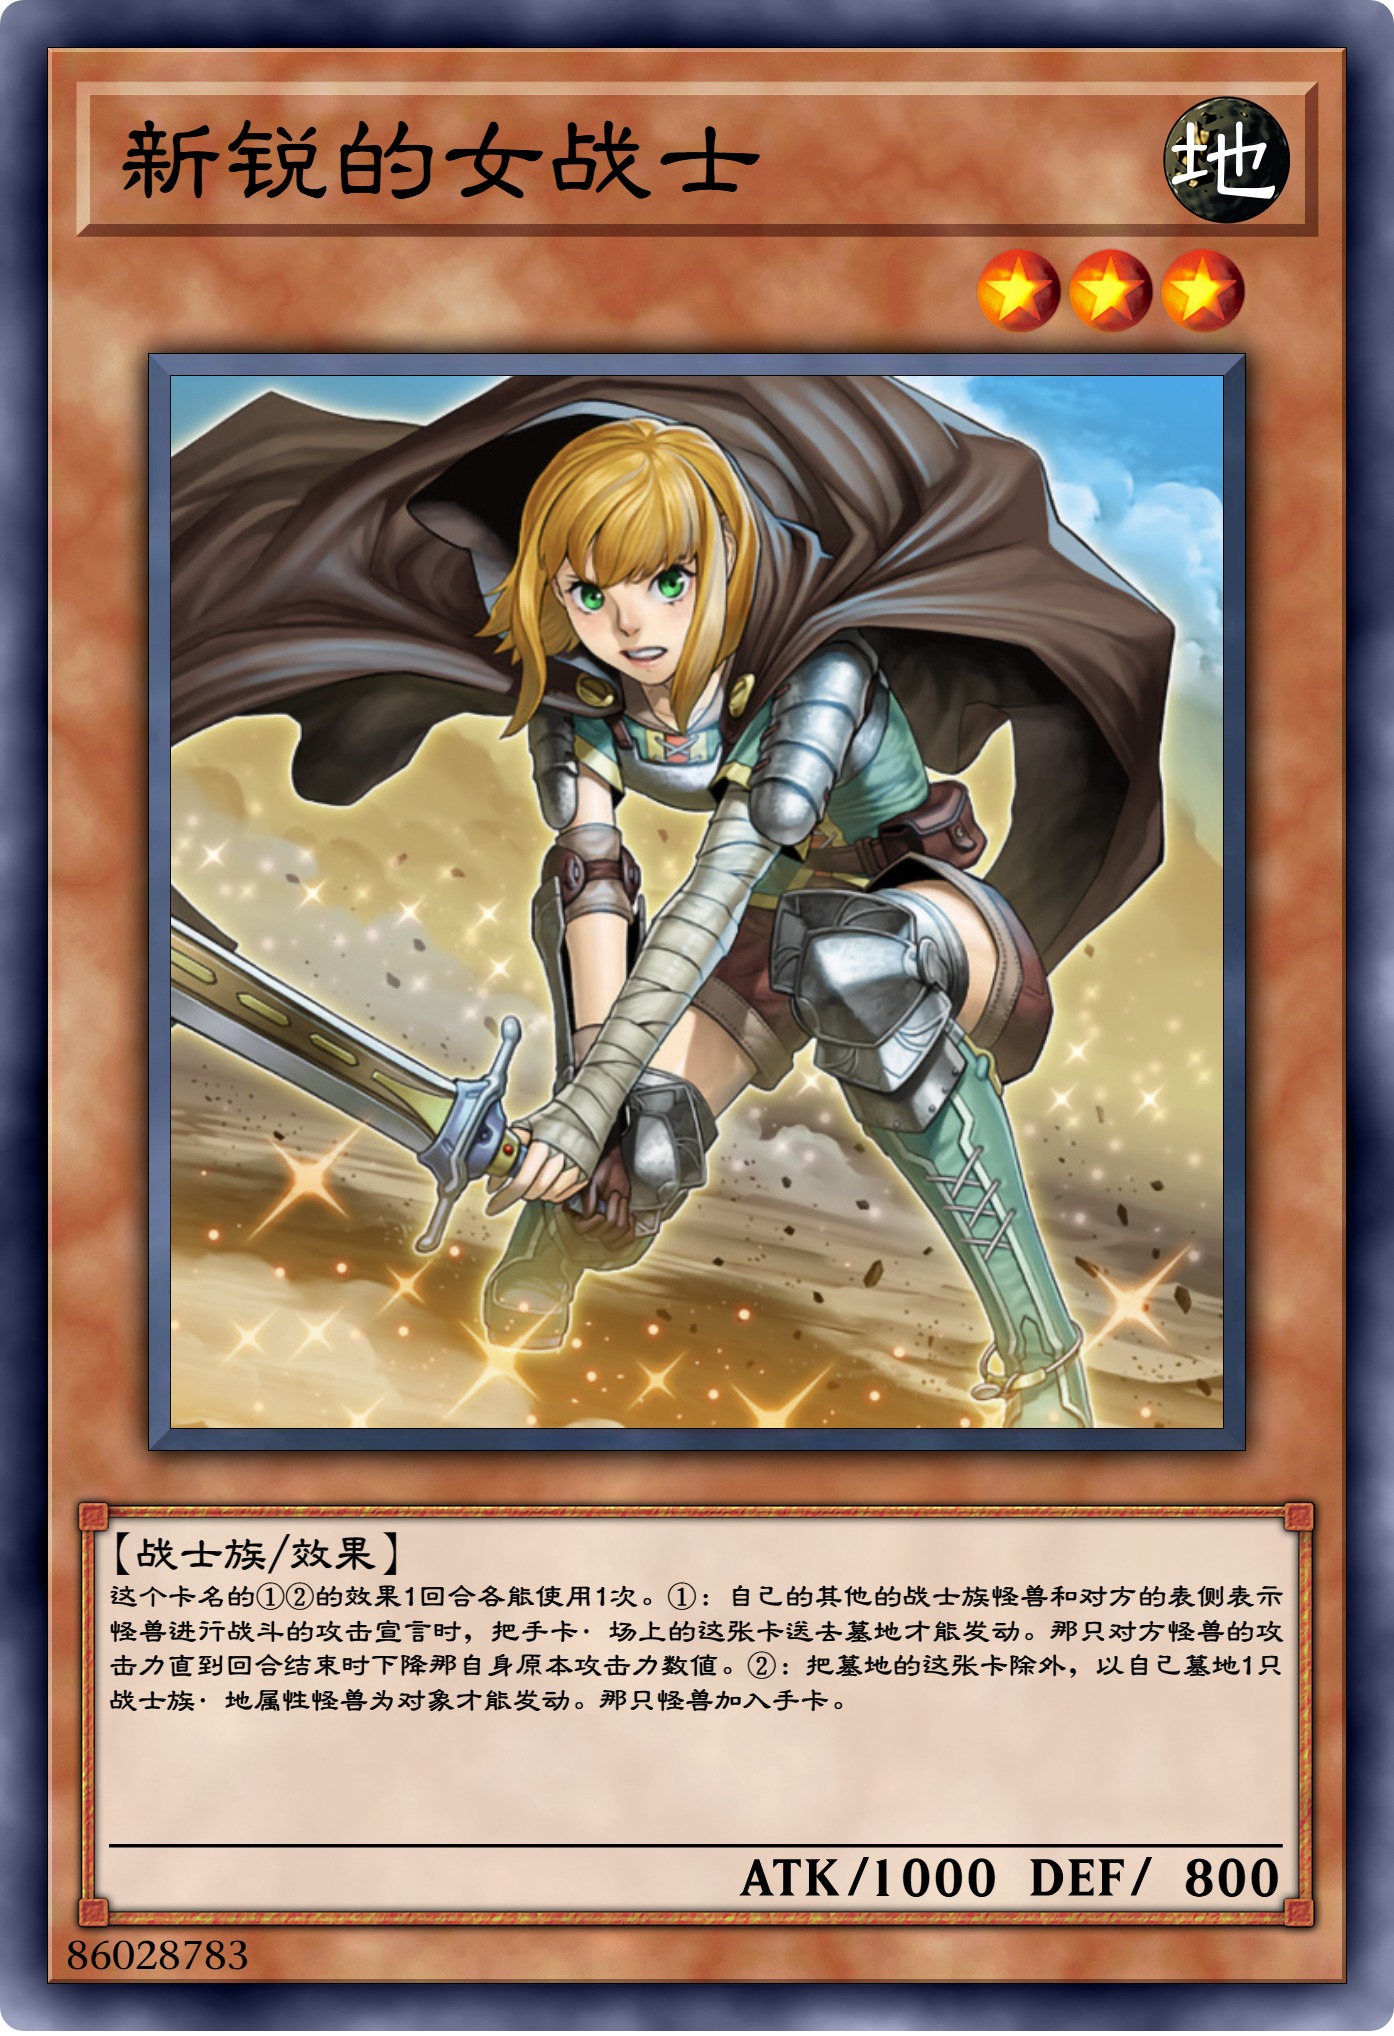 新锐的女战士
地
【战士族/效果】
这个卡名的①②的效果1回合各能使用1次。①：自己的其他的战士族怪兽和对方的表侧表示
怪兽进行战斗的攻击宣言时，把手卡·场上的这张卡送去墓地才能发动。那只对方怪兽的攻
击力直到回合结束时下降那自身原本攻击力数值。②：把墓地的这张卡除外，以自己墓地1只
战士族·地属性怪兽为对象才能发动。那只怪兽加入手卡。
ATK/1000 DEF/ 800
86028783